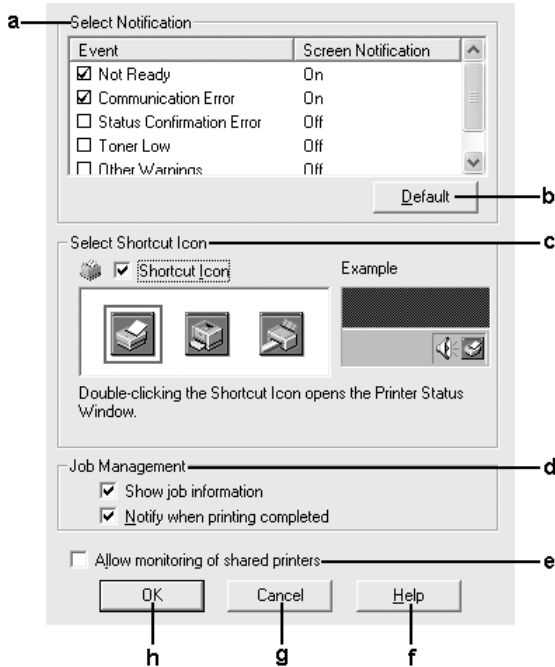 a Select Notification
Event Screen Notification
Not Ready On
Communication Error On
Status Confirmation Error Off
Toner Low Off
Other Warnings Off
Default b
Select Shortcut Icon c
Shortcut Icon Example
Double-clicking the Shortcut Icon opens the Printer Status
Window.
Job Management d
Show job information
Notify when printing completed
Allow monitoring of shared printers e
OK Cancel Help
h g f